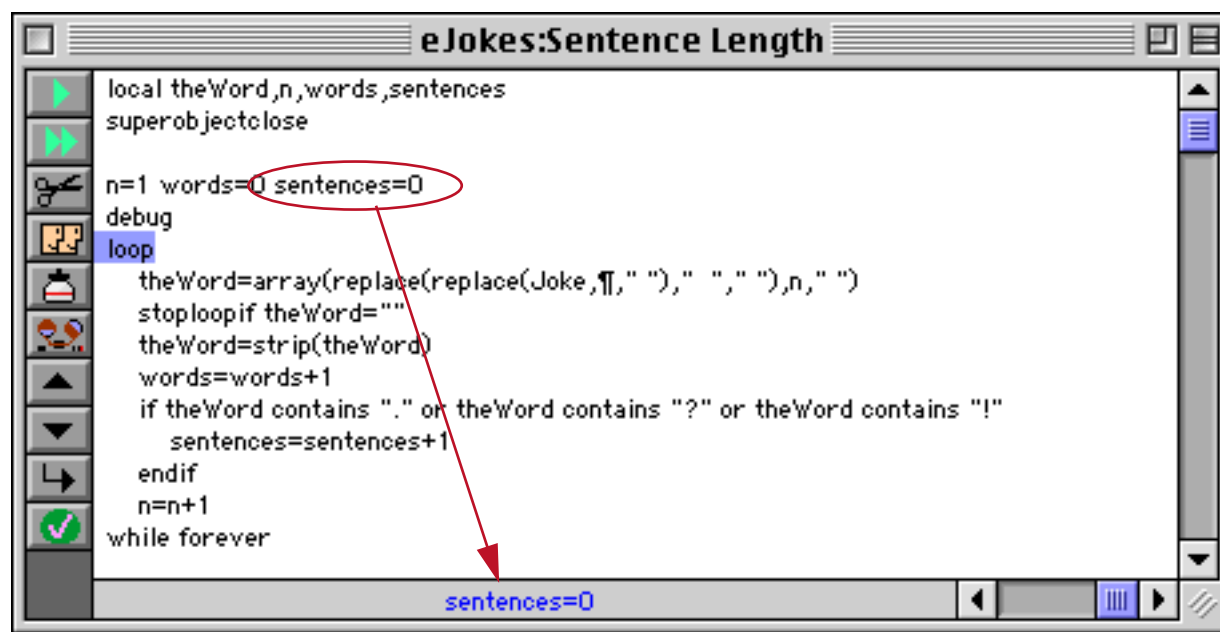 eJokes:Sentence Length
local theWord,n,words,sentences
superobjectclose
n=1 words=0 sentences=0
debug
loop
theWord=array(replace(replace(Joke,¶," "),"  "," "),n," ")
stoploopif theWord=""
theWord=strip(theWord)
words=words+1
if theWord contains "." or theWord contains "?" or theWord contains "!"
sentences=sentences+1
endif
n=n+1
while forever
sentences=0